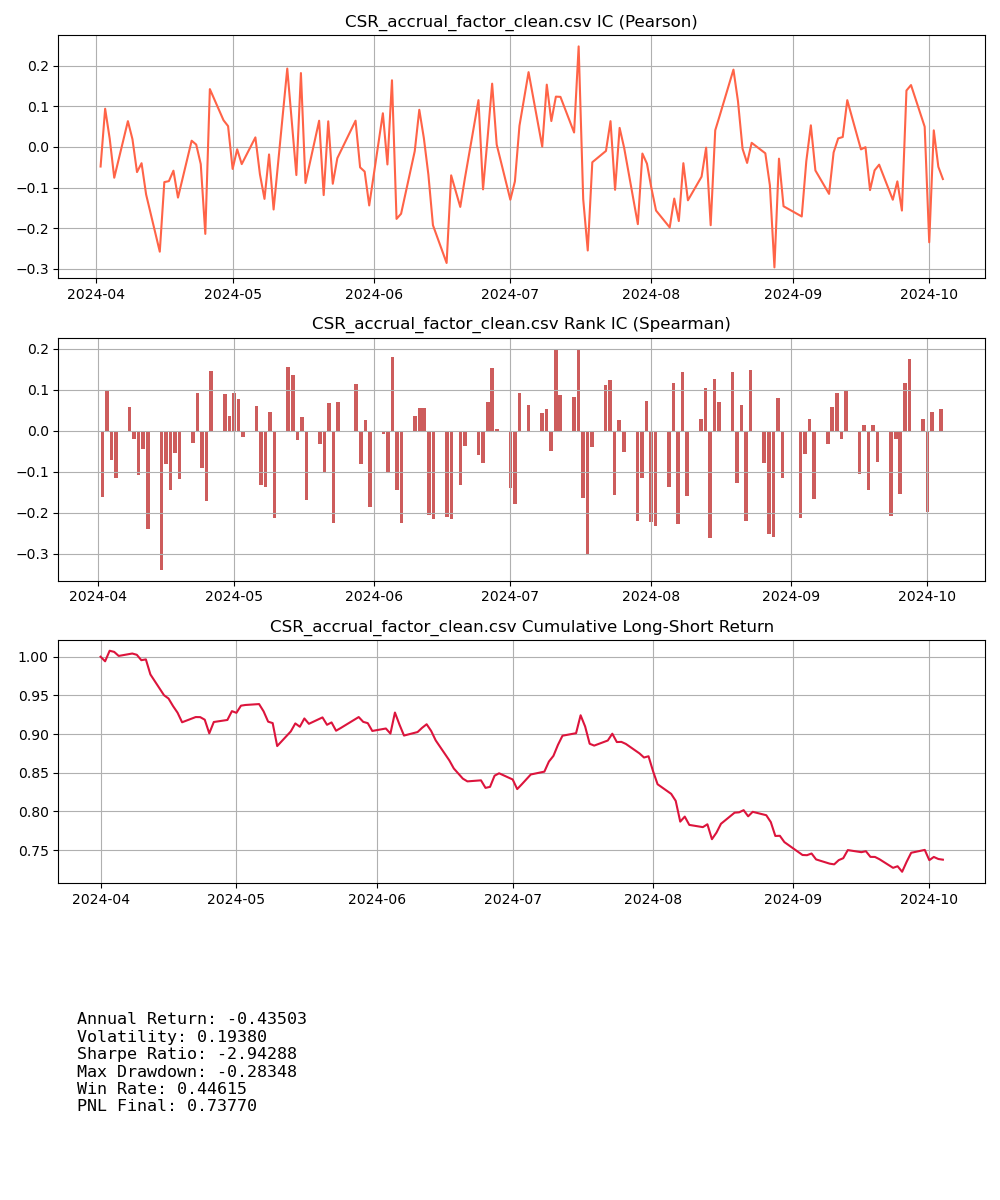 CSR_accrual_factor_clean.csv IC (Pearson)
0.2
0.1
0.0
−0.1
−0.2
−0.3
2024-04 2024-05 2024-06 2024-07 2024-08 2024-09 2024-10
CSR_accrual_factor_clean.csv Rank IC (Spearman)
0.2
0.1
0.0
−0.1
−0.2
−0.3
2024-04 2024-05 2024-06 2024-07 2024-08 2024-09 2024-10
CSR_accrual_factor_clean.csv Cumulative Long-Short Return
1.00
0.95
0.90
0.85
0.80
0.75
2024-04 2024-05 2024-06 2024-07 2024-08 2024-09 2024-10
Annual Return: -0.43503
Volatility: 0.19380
Sharpe Ratio: -2.94288
Max Drawdown: -0.28348
Win Rate: 0.44615
PNL Final: 0.73770